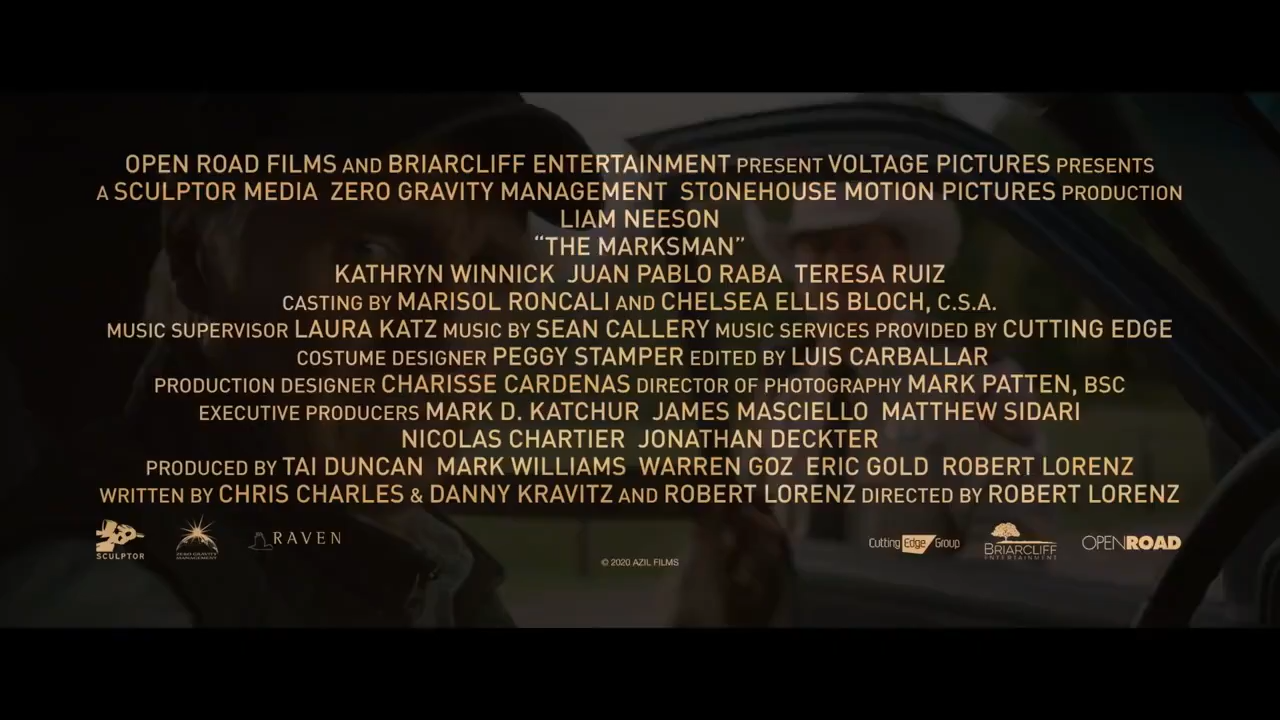 OPEN ROAD FILMS AND BRIARCLIFF ENTERTAINMENT PRESENT VOLTAGE PICTURES PRESENTS
A SCULPTOR MEDIA ZERO GRAVITY MANAGEMENT STONEHOUSE MOTION PICTURES PRODUCTION
LIAM NEESON
“THE MARKSMAN”
KATHRYN WINNICK JUAN PABLO RABA TERESA RUIZ
CASTING BY MARISOL RONCALI AND CHELSEA ELLIS BLOCH, C.S.A.
MUSIC SUPERVISOR LAURA KATZ MUSIC BY SEAN CALLERY MUSIC SERVICES PROVIDED BY CUTTING EDGE
COSTUME DESIGNER PEGGY STAMPER EDITED BY LUIS CARBALLAR
PRODUCTION DESIGNER CHARISSE CARDENAS DIRECTOR OF PHOTOGRAPHY MARK PATTEN, BSC
EXECUTIVE PRODUCERS MARK D. KATCHUR JAMES MASCIELLO MATTHEW SIDARI
NICOLAS CHARTIER JONATHAN DECKTER
PRODUCED BY TAI DUNCAN MARK WILLIAMS WARREN GOZ ERIC GOLD ROBERT LORENZ
WRITTEN BY CHRIS CHARLES & DANNY KRAVITZ AND ROBERT LORENZ DIRECTED BY ROBERT LORENZ
SCULPTOR
ZERO GRAVITY
MANAGEMENT
RAVEN
© 2020 AZIL FILMS
Cutting Edge Group
BRIARCLIFF
ENTERTAINMENT
OPEN ROAD